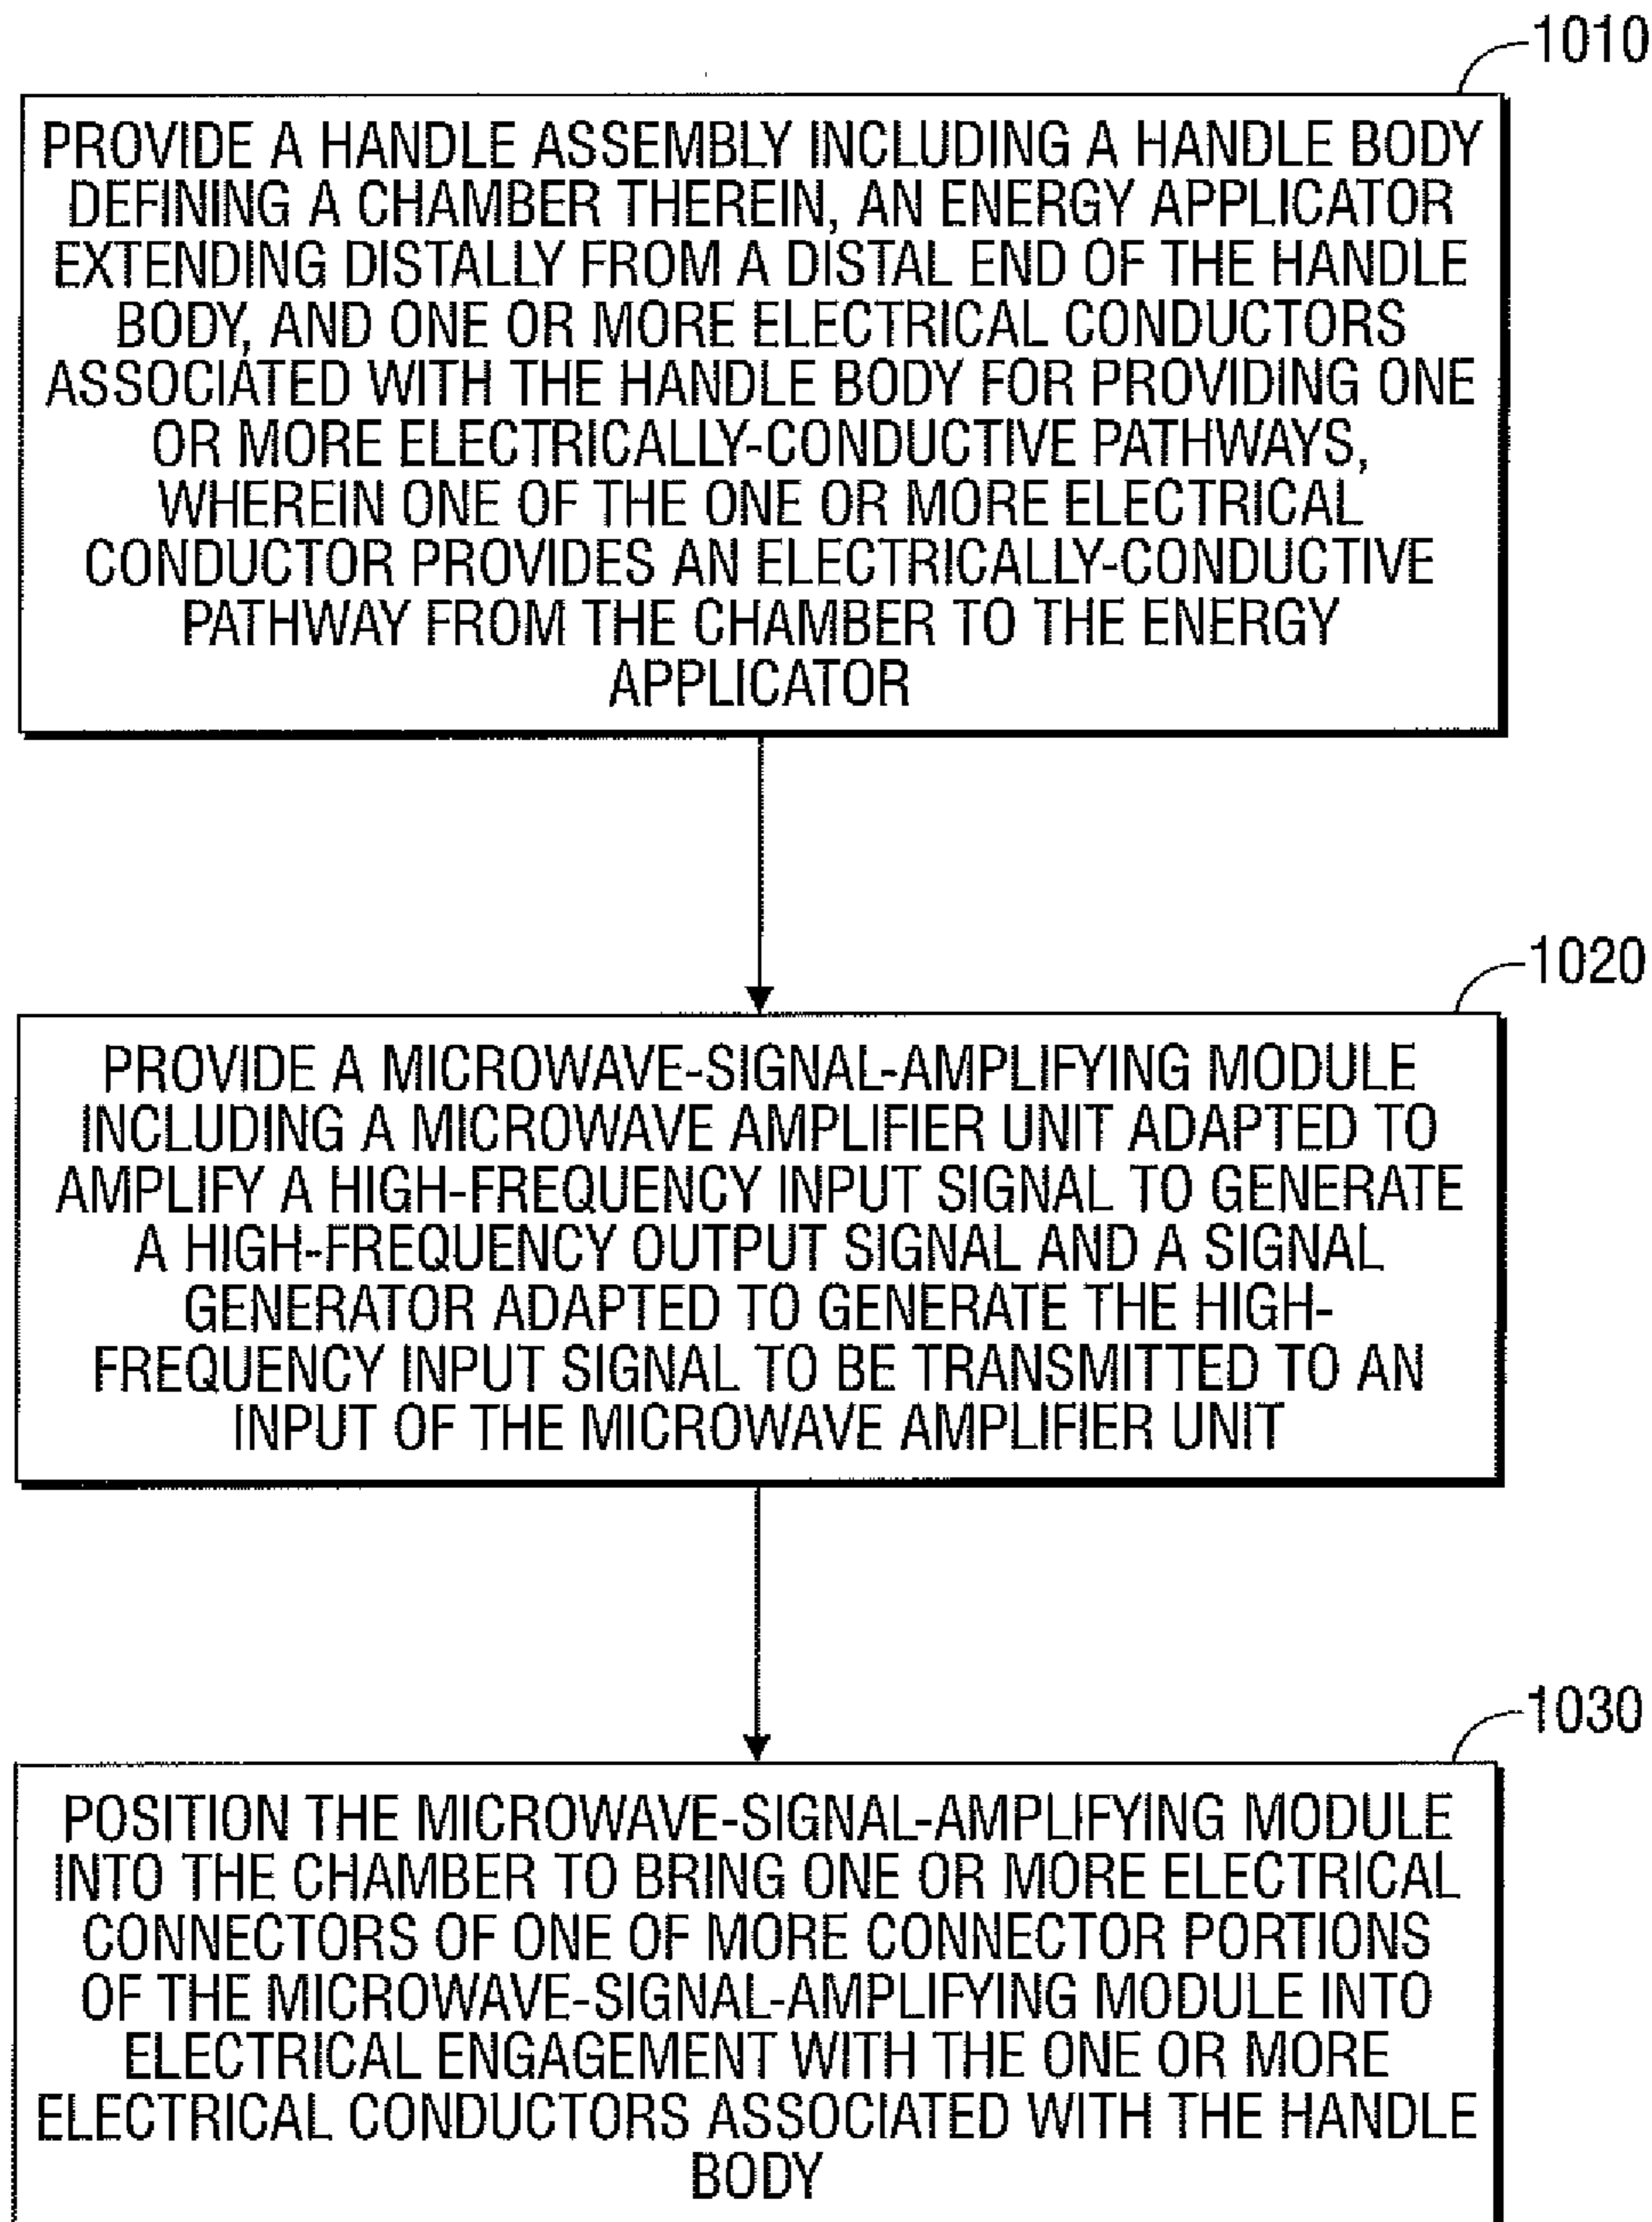 1010
PROVIDE A HANDLE ASSEMBLY INCLUDING A HANDLE BODY
DEFINING A CHAMBER THEREIN, AN ENERGY APPLICATOR
EXTENDING DISTALLY FROM A DISTAL END OF THE HANDLE
BODY, AND ONE OR MORE ELECTRICAL CONDUCTORS
ASSOCIATED WITH THE HANDLE BODY FOR PROVIDING ONE
OR MORE ELECTRICALLY-CONDUCTIVE PATHWAYS,
WHEREIN ONE OF THE ONE OR MORE ELECTRICAL
CONDUCTOR PROVIDES AN ELECTRICALLY-CONDUCTIVE
PATHWAY FROM THE CHAMBER TO THE ENERGY
APPLICATOR
1020
PROVIDE A MICROWAVE-SIGNAL-AMPLIFYING MODULE
INCLUDING A MICROWAVE AMPLIFIER UNIT ADAPTED TO
AMPLIFY A HIGH-FREQUENCY INPUT SIGNAL TO GENERATE
A HIGH-FREQUENCY OUTPUT SIGNAL AND A SIGNAL
GENERATOR ADAPTED TO GENERATE THE HIGH-
FREQUENCY INPUT SIGNAL TO BE TRANSMITTED TO AN
INPUT OF THE MICROWAVE AMPLIFIER UNIT
1030
POSITION THE MICROWAVE-SIGNAL-AMPLIFYING MODULE
INTO THE CHAMBER TO BRING ONE OR MORE ELECTRICAL
CONNECTORS OF ONE OF MORE CONNECTOR PORTIONS
OF THE MICROWAVE-SIGNAL-AMPLIFYING MODULE INTO
ELECTRICAL ENGAGEMENT WITH THE ONE OR MORE
ELECTRICAL CONDUCTORS ASSOCIATED WITH THE HANDLE
BODY